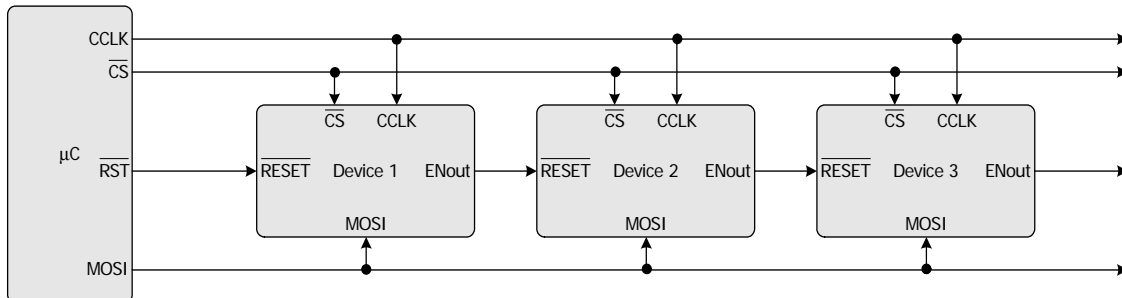 CCLK
CS
CS CCLK CS CCLK CS CCLK
μC
RST
RESET Device 1 ENout RESET Device 2 ENout RESET Device 3 ENout
MOSI MOSI MOSI
MOSI